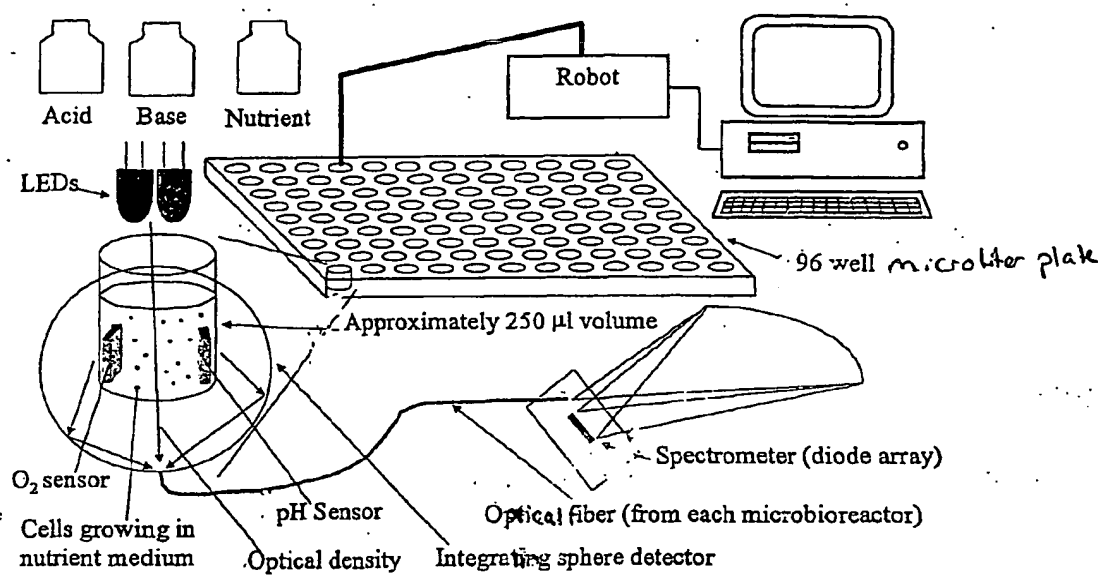 Acid
Base
Nutrient
Robot
LEDs
96 well microliter plate
Approximately 250 µl volume
Spectrometer (diode array)
O2 sensor
pH Sensor
Optical fiber (from each microbioreactor)
Cells growing in
nutrient medium
Optical density
Integrating sphere detector